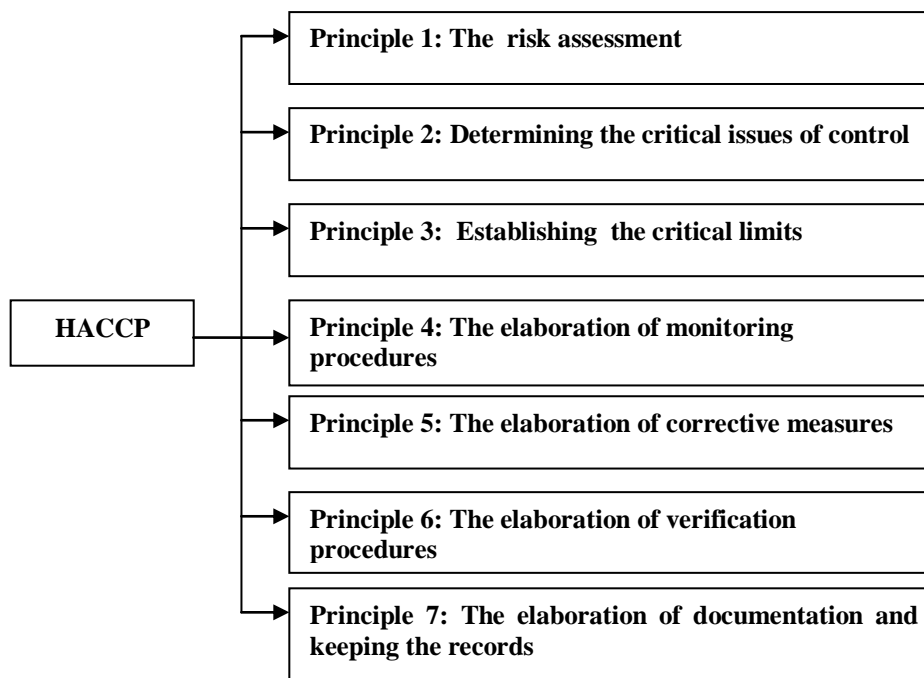 Principle 1: The risk assessment
Principle 2: Determining the critical issues of control
Principle 3: Establishing the critical limits
HACCP
Principle 4: The elaboration of monitoring
procedures
Principle 5: The elaboration of corrective measures
Principle 6: The elaboration of verification
procedures
Principle 7: The elaboration of documentation and
keeping the records